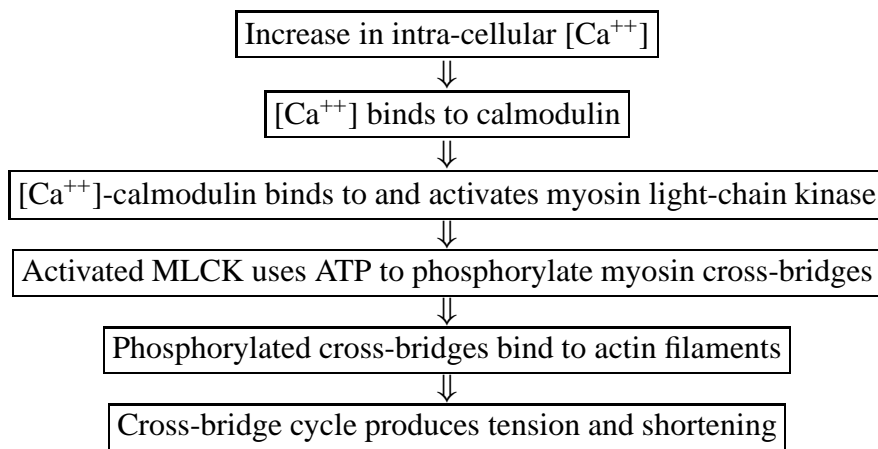 Increase in intra-cellular [Ca⁺⁺]
⇓
[Ca⁺⁺] binds to calmodulin
⇓
[Ca⁺⁺]-calmodulin binds to and activates myosin light-chain kinase
⇓
Activated MLCK uses ATP to phosphorylate myosin cross-bridges
⇓
Phosphorylated cross-bridges bind to actin filaments
⇓
Cross-bridge cycle produces tension and shortening